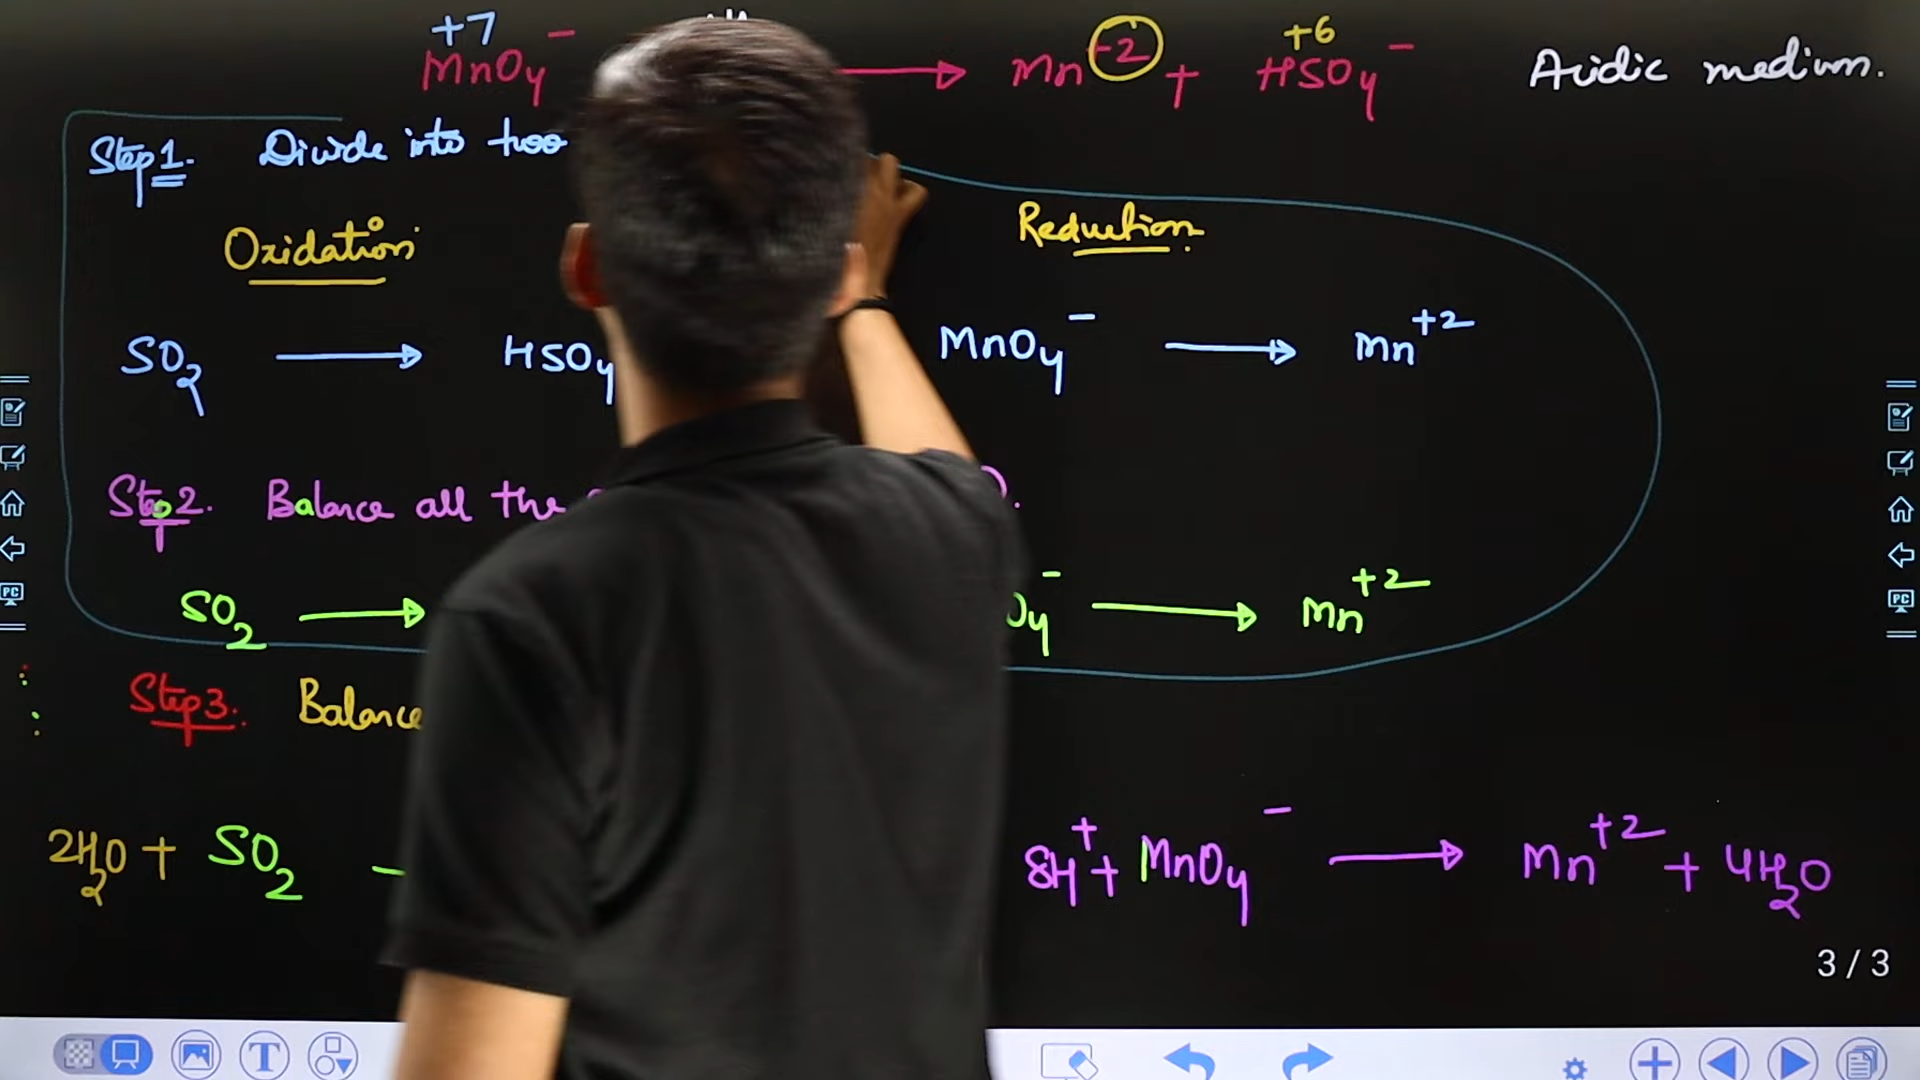 +7 +6
MnO4⁻ → Mn+2 + HSO4⁻ Acidic medium.
Step 1. Divide into two
Oxidation Reduction
SO2 → HSO4 MnO4⁻ → Mn+2
Step 2. Balance all the
SO2 → O4⁻ → Mn+2
Step 3. Balance
2H2O + SO2 8H+ + MnO4⁻ → Mn+2 + 4H2O
3 / 3
PC PC
T